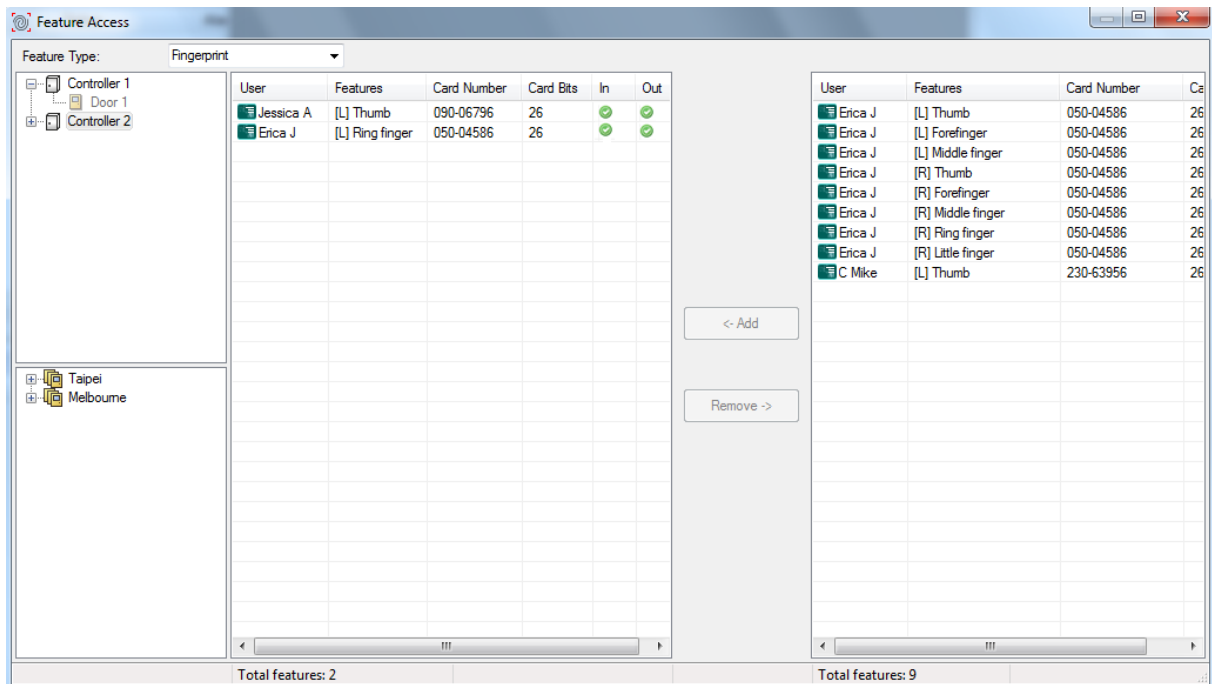 Feature Access
Feature Type: Fingerprint
Controller 1
Door 1
Controller 2
Taipei
Melbourne
User Features Card Number Card Bits In Out
Jessica A [L] Thumb 090-06796 26
Erica J [L] Ring finger 050-04586 26
<- Add
Remove ->
User Features Card Number Ca
Erica J [L] Thumb 050-04586 26
Erica J [L] Forefinger 050-04586 26
Erica J [L] Middle finger 050-04586 26
Erica J [R] Thumb 050-04586 26
Erica J [R] Forefinger 050-04586 26
Erica J [R] Middle finger 050-04586 26
Erica J [R] Ring finger 050-04586 26
Erica J [R] Little finger 050-04586 26
C Mike [L] Thumb 230-63956 26
Total features: 2
Total features: 9